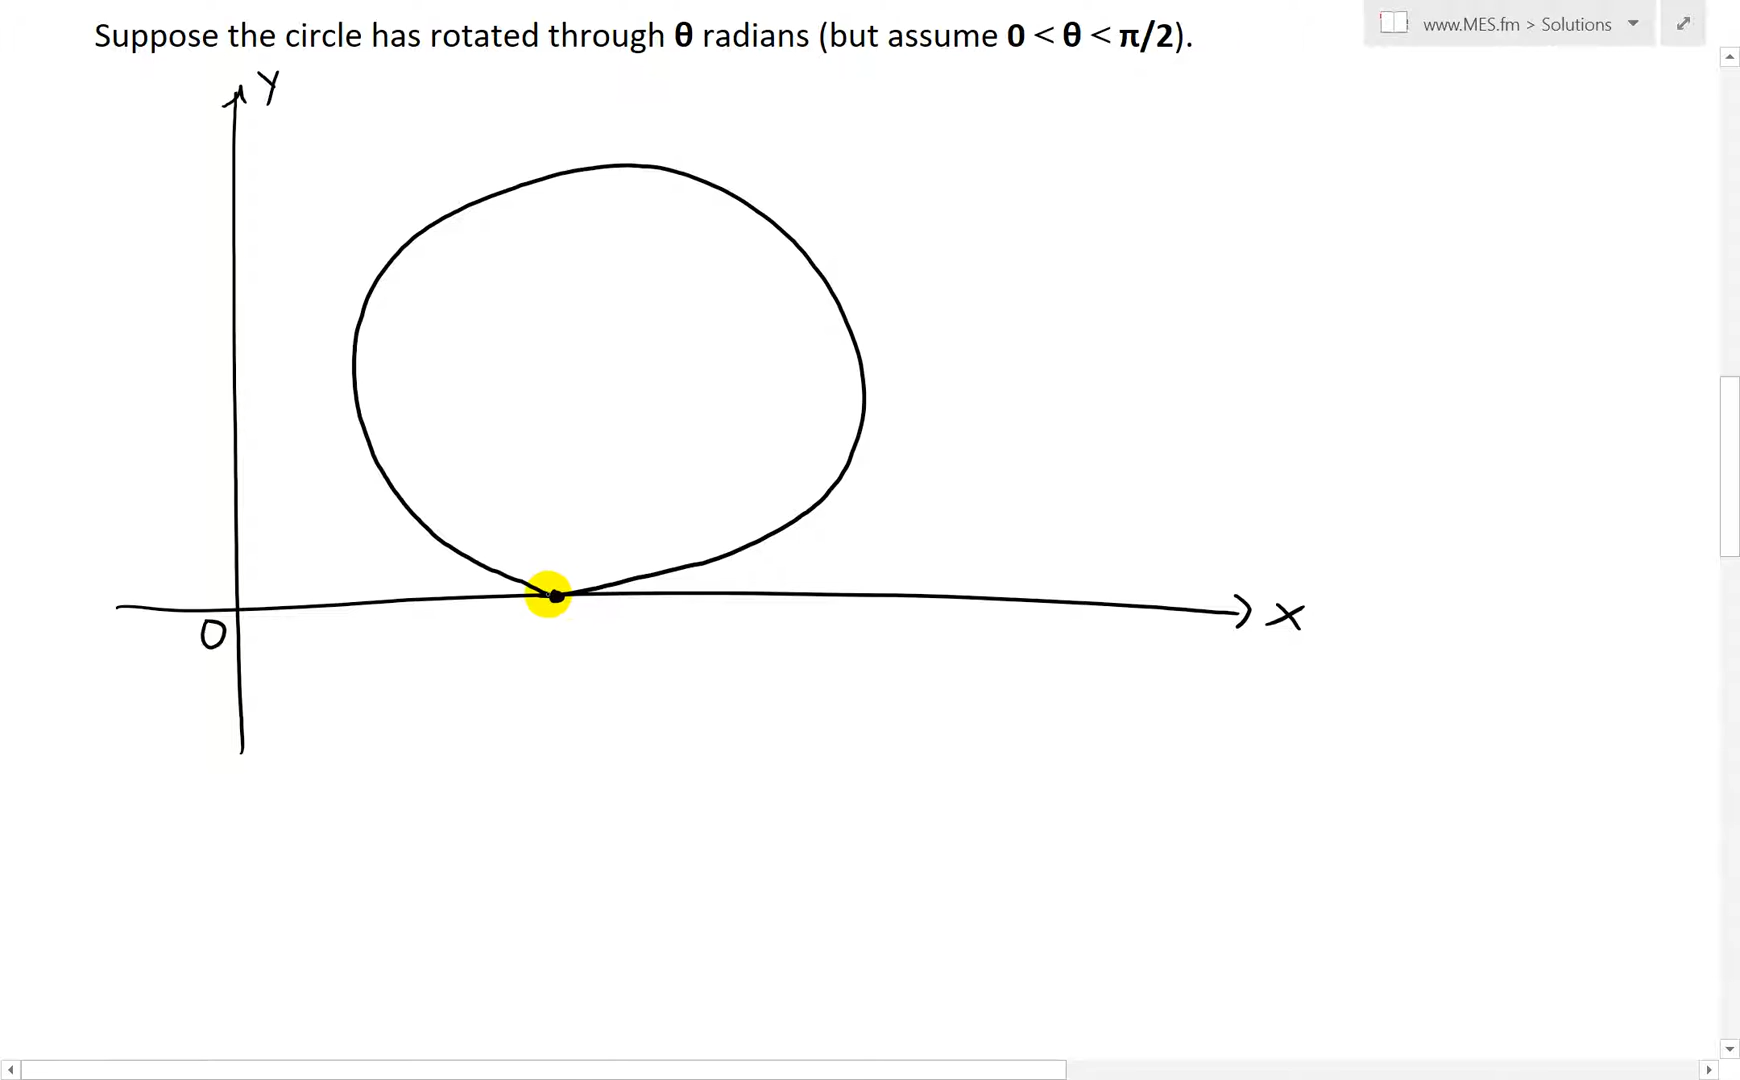 Suppose the circle has rotated through θ radians (but assume 0 < θ < π/2).
www.MES.fm > Solutions
Y
0
X